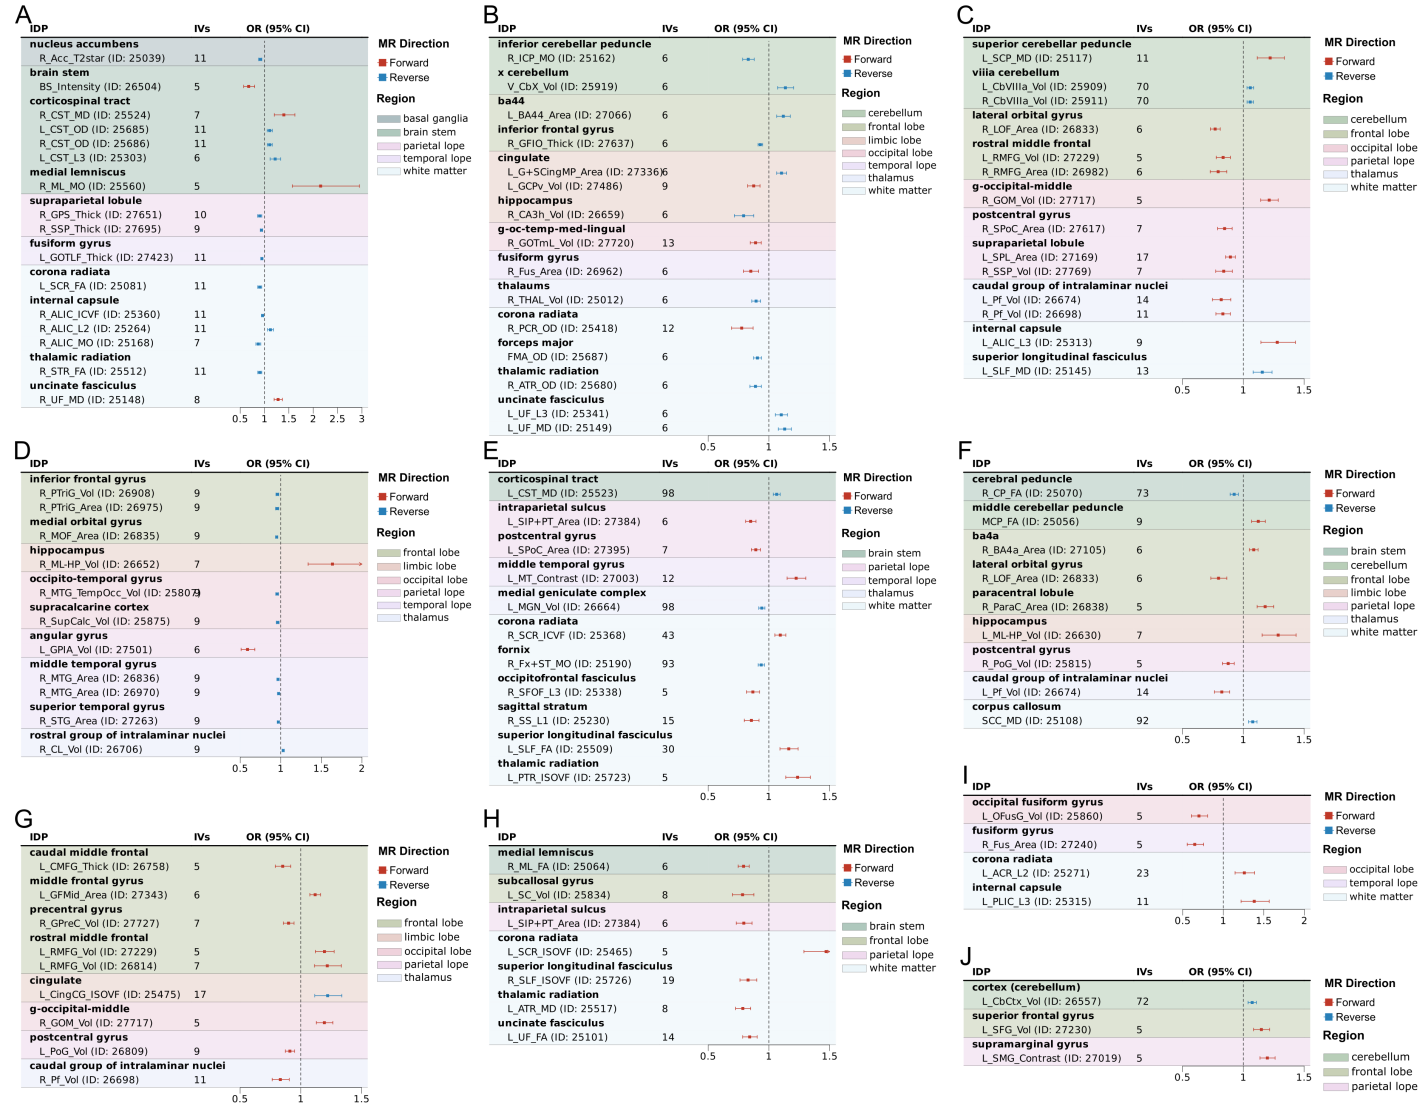 A
IDP IVs OR (95% CI)
nucleus accumbens
R_Acc_T2star (ID: 25039) 11
brain stem
BS_Intensity (ID: 26504) 5
corticospinal tract
R_CST_MD (ID: 25524) 7
L_CST_OD (ID: 25685) 11
R_CST_OD (ID: 25686) 11
L_CST_L3 (ID: 25303) 6
medial lemniscus
R_ML_MO (ID: 25560) 5
supraparietal lobule
R_GPS_Thick (ID: 27651) 10
R_SSP_Thick (ID: 27695) 9
fusiform gyrus
L_GOTLF_Thick (ID: 27423) 11
corona radiata
L_SCR_FA (ID: 25081) 11
internal capsule
R_ALIC_ICVF (ID: 25360) 11
R_ALIC_L2 (ID: 25264) 11
R_ALIC_MO (ID: 25168) 7
thalamic radiation
R_STR_FA (ID: 25512) 11
uncinate fasciculus
R_UF_MD (ID: 25148) 8
0.5 1 1.5 2 2.5 3
MR Direction
Forward
Reverse
Region
basal ganglia
brain stem
parietal lope
temporal lope
white matter
B
IDP IVs OR (95% CI)
inferior cerebellar peduncle
R_ICP_MO (ID: 25162) 6
x cerebellum
V_CbX_Vol (ID: 25919) 6
ba44
L_BA44_Area (ID: 27066) 6
inferior frontal gyrus
R_GFIO_Thick (ID: 27637) 6
cingulate
L_G+SCingMP_Area (ID: 27336) 6
L_GCPv_Vol (ID: 27486) 9
hippocampus
R_CA3h_Vol (ID: 26659) 6
g-oc-temp-med-lingual
R_GOTmL_Vol (ID: 27720) 13
fusiform gyrus
R_Fus_Area (ID: 26962) 6
thalaums
R_THAL_Vol (ID: 25012) 6
corona radiata
R_PCR_OD (ID: 25418) 12
forceps major
FMA_OD (ID: 25687) 6
thalamic radiation
R_ATR_OD (ID: 25680) 6
uncinate fasciculus
L_UF_L3 (ID: 25341) 6
L_UF_MD (ID: 25149) 6
0.5 1 1.5
MR Direction
Forward
Reverse
Region
cerebellum
frontal lobe
limbic lobe
occipital lobe
temporal lope
thalamus
white matter
C
IDP IVs OR (95% CI)
superior cerebellar peduncle
L_SCP_MD (ID: 25117) 11
viiia cerebellum
L_CbVIIIa_Vol (ID: 25909) 70
R_CbVIIIa_Vol (ID: 25911) 70
lateral orbital gyrus
R_LOF_Area (ID: 26833) 6
rostral middle frontal
L_RMFG_Vol (ID: 27229) 5
R_RMFG_Area (ID: 26982) 6
g-occipital-middle
R_GOM_Vol (ID: 27717) 5
postcentral gyrus
R_SPoC_Area (ID: 27617) 7
supraparietal lobule
L_SPL_Area (ID: 27169) 17
R_SSP_Vol (ID: 27769) 7
caudal group of intralaminar nuclei
L_Pf_Vol (ID: 26674) 14
R_Pf_Vol (ID: 26698) 11
internal capsule
L_ALIC_L3 (ID: 25313) 9
superior longitudinal fasciculus
L_SLF_MD (ID: 25145) 13
0.5 1 1.5
MR Direction
Forward
Reverse
Region
cerebellum
frontal lobe
occipital lobe
parietal lope
thalamus
white matter
D
IDP IVs OR (95% CI)
inferior frontal gyrus
R_PTriG_Vol (ID: 26908) 9
R_PTriG_Area (ID: 26975) 9
medial orbital gyrus
R_MOF_Area (ID: 26835) 9
hippocampus
R_ML-HP_Vol (ID: 26652) 7
occipito-temporal gyrus
R_MTG_TempOcc_Vol (ID: 25807) 9
supracalcarine cortex
R_SupCalc_Vol (ID: 25875) 9
angular gyrus
L_GPIA_Vol (ID: 27501) 6
middle temporal gyrus
R_MTG_Area (ID: 26836) 9
R_MTG_Area (ID: 26970) 9
superior temporal gyrus
R_STG_Area (ID: 27263) 9
rostral group of intralaminar nuclei
R_CL_Vol (ID: 26706) 9
0.5 1 1.5 2
MR Direction
Forward
Reverse
Region
frontal lobe
limbic lobe
occipital lobe
parietal lope
temporal lope
thalamus
E
IDP IVs OR (95% CI)
corticospinal tract
L_CST_MD (ID: 25523) 98
intraparietal sulcus
L_SIP+PT_Area (ID: 27384) 6
postcentral gyrus
L_SPoC_Area (ID: 27395) 7
middle temporal gyrus
L_MT_Contrast (ID: 27003) 12
medial geniculate complex
L_MGN_Vol (ID: 26664) 98
corona radiata
R_SCR_ICVF (ID: 25368) 43
fornix
R_Fx+ST_MO (ID: 25190) 93
occipitofrontal fasciculus
R_SFOF_L3 (ID: 25338) 5
sagittal stratum
R_SS_L1 (ID: 25230) 15
superior longitudinal fasciculus
L_SLF_FA (ID: 25509) 30
thalamic radiation
L_PTR_ISOVF (ID: 25723) 5
0.5 1 1.5
MR Direction
Forward
Reverse
Region
brain stem
parietal lope
temporal lope
thalamus
white matter
F
IDP IVs OR (95% CI)
cerebral peduncle
R_CP_FA (ID: 25070) 73
middle cerebellar peduncle
MCP_FA (ID: 25056) 9
ba4a
R_BA4a_Area (ID: 27105) 6
lateral orbital gyrus
R_LOF_Area (ID: 26833) 6
paracentral lobule
R_ParaC_Area (ID: 26838) 5
hippocampus
L_ML-HP_Vol (ID: 26630) 7
postcentral gyrus
R_PoG_Vol (ID: 25815) 5
caudal group of intralaminar nuclei
L_Pf_Vol (ID: 26674) 14
corpus callosum
SCC_MD (ID: 25108) 92
0.5 1 1.5
MR Direction
Forward
Reverse
Region
brain stem
cerebellum
frontal lobe
limbic lobe
parietal lope
thalamus
white matter
G
IDP IVs OR (95% CI)
caudal middle frontal
L_CMFG_Thick (ID: 26758) 5
middle frontal gyrus
L_GFMid_Area (ID: 27343) 6
precentral gyrus
R_GPreC_Vol (ID: 27727) 7
rostral middle frontal
L_RMFG_Vol (ID: 27229) 5
L_RMFG_Vol (ID: 26814) 7
cingulate
L_CingCG_ISOVF (ID: 25475) 17
g-occipital-middle
R_GOM_Vol (ID: 27717) 5
postcentral gyrus
L_PoG_Vol (ID: 26809) 9
caudal group of intralaminar nuclei
R_Pf_Vol (ID: 26698) 11
0.5 1 1.5
MR Direction
Forward
Reverse
Region
frontal lobe
limbic lobe
occipital lobe
parietal lope
thalamus
H
IDP IVs OR (95% CI)
medial lemniscus
R_ML_FA (ID: 25064) 6
subcallosal gyrus
L_SC_Vol (ID: 25834) 8
intraparietal sulcus
L_SIP+PT_Area (ID: 27384) 6
corona radiata
L_SCR_ISOVF (ID: 25465) 5
superior longitudinal fasciculus
R_SLF_ISOVF (ID: 25726) 19
thalamic radiation
L_ATR_MD (ID: 25517) 8
uncinate fasciculus
L_UF_FA (ID: 25101) 14
0.5 1 1.5
MR Direction
Forward
Reverse
Region
brain stem
frontal lobe
parietal lope
white matter
I
IDP IVs OR (95% CI)
occipital fusiform gyrus
L_OFusG_Vol (ID: 25860) 5
fusiform gyrus
R_Fus_Area (ID: 27240) 5
corona radiata
L_ACR_L2 (ID: 25271) 23
internal capsule
L_PLIC_L3 (ID: 25315) 11
0.5 1 1.5 2
MR Direction
Forward
Reverse
Region
occipital lobe
temporal lope
white matter
J
IDP IVs OR (95% CI)
cortex (cerebellum)
L_CbCtx_Vol (ID: 26557) 72
superior frontal gyrus
L_SFG_Vol (ID: 27230) 5
supramarginal gyrus
L_SMG_Contrast (ID: 27019) 5
0.5 1 1.5
MR Direction
Forward
Reverse
Region
cerebellum
frontal lobe
parietal lope